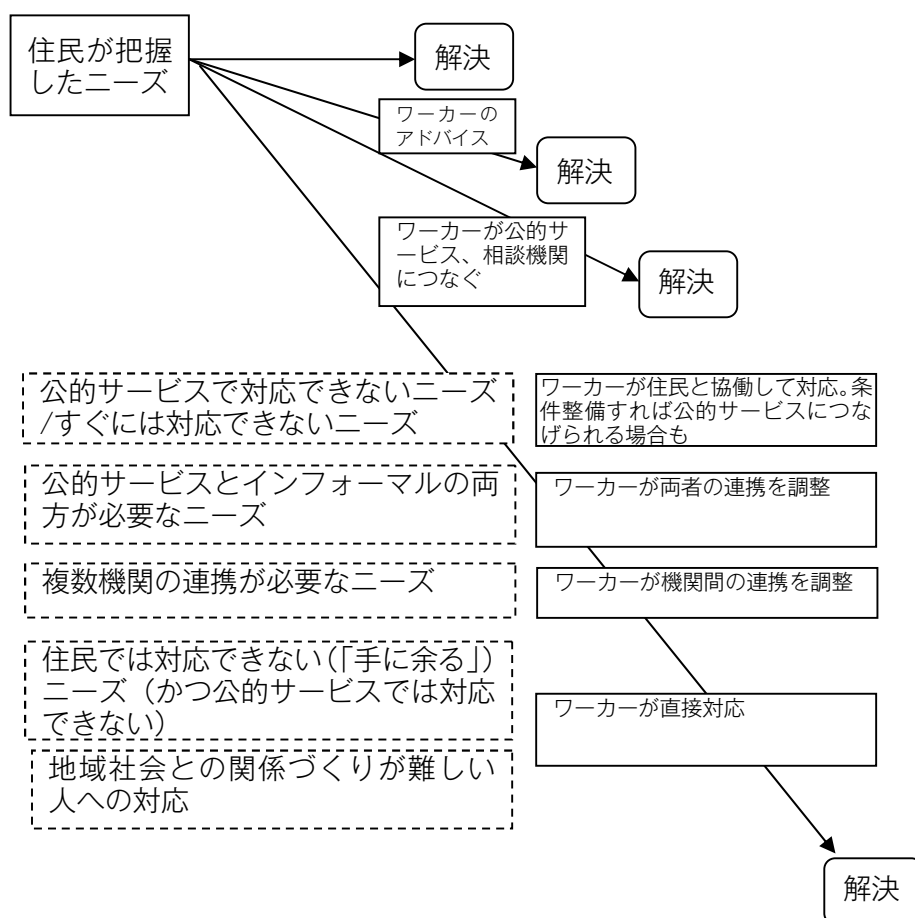 住民が把握
したニーズ
解決
ワーカーの
アドバイス
解決
ワーカーが公的サ
ービス、相談機関
につなぐ
解決
公的サービスで対応できないニーズ
/すぐには対応できないニーズ
ワーカーが住民と協働して対応。条
件整備すれば公的サービスにつな
げられる場合も
公的サービスとインフォーマルの両
方が必要なニーズ
ワーカーが両者の連携を調整
複数機関の連携が必要なニーズ
ワーカーが機関間の連携を調整
住民では対応できない(「手に余る」)
ニーズ(かつ公的サービスでは対応
できない)
ワーカーが直接対応
地域社会との関係づくりが難しい
人への対応
解決